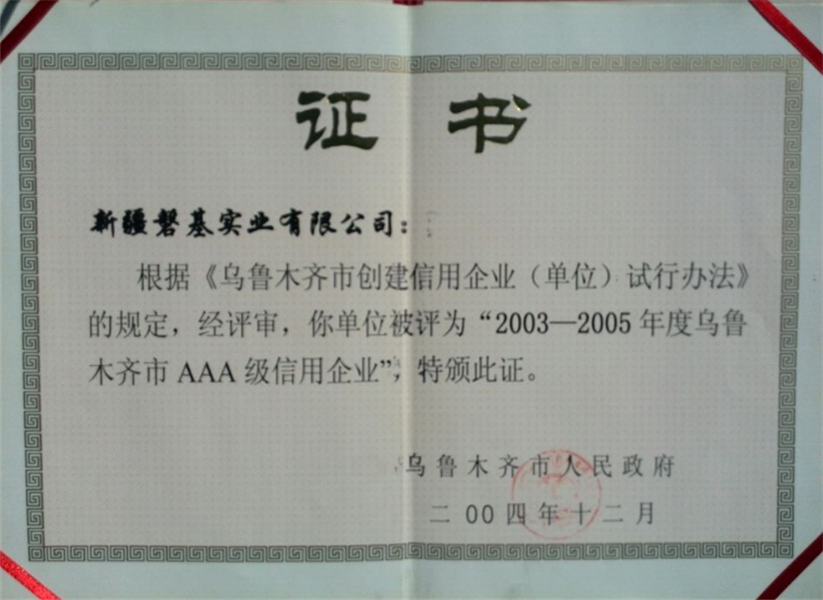 证书
新疆磐基实业有限公司：
根据《乌鲁木齐市创建信用企业（单位）试行办法》
的规定，经评审，你单位被评为“2003—2005年度乌鲁
木齐市AAA级信用企业”，特颁此证。
乌鲁木齐市人民政府
二00四年十二月